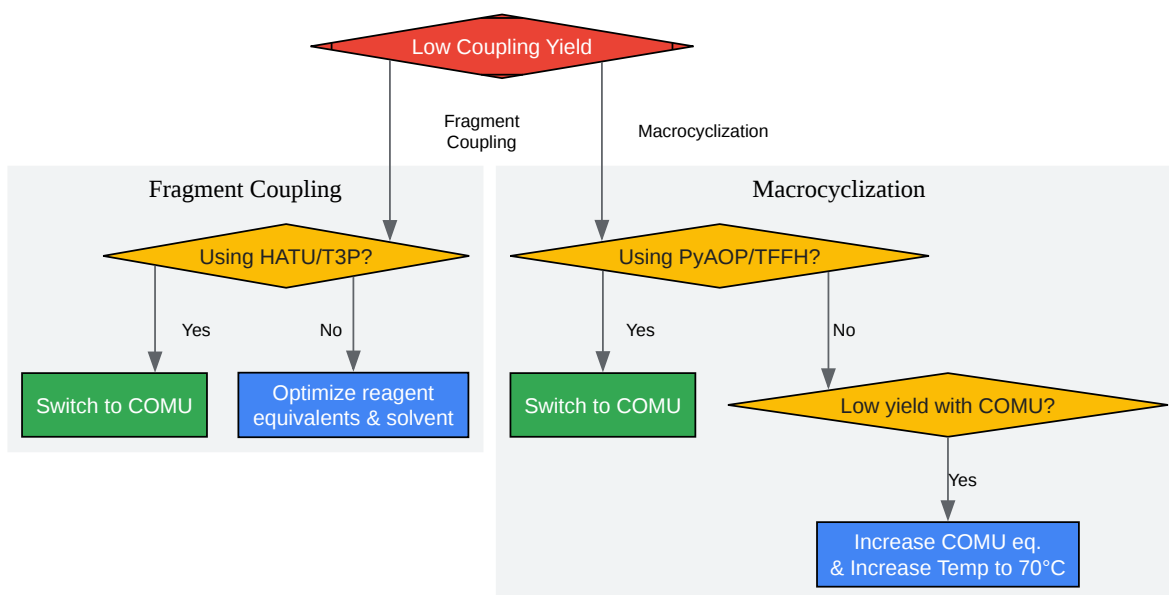 Low Coupling Yield
Fragment
Coupling
Macrocyclization
Fragment Coupling
Macrocyclization
Using HATU/T3P?
Using PyAOP/TFFH?
Yes
No
Yes
No
Switch to COMU
Optimize reagent
equivalents & solvent
Switch to COMU
Low yield with COMU?
Yes
Increase COMU eq.
& Increase Temp to 70°C